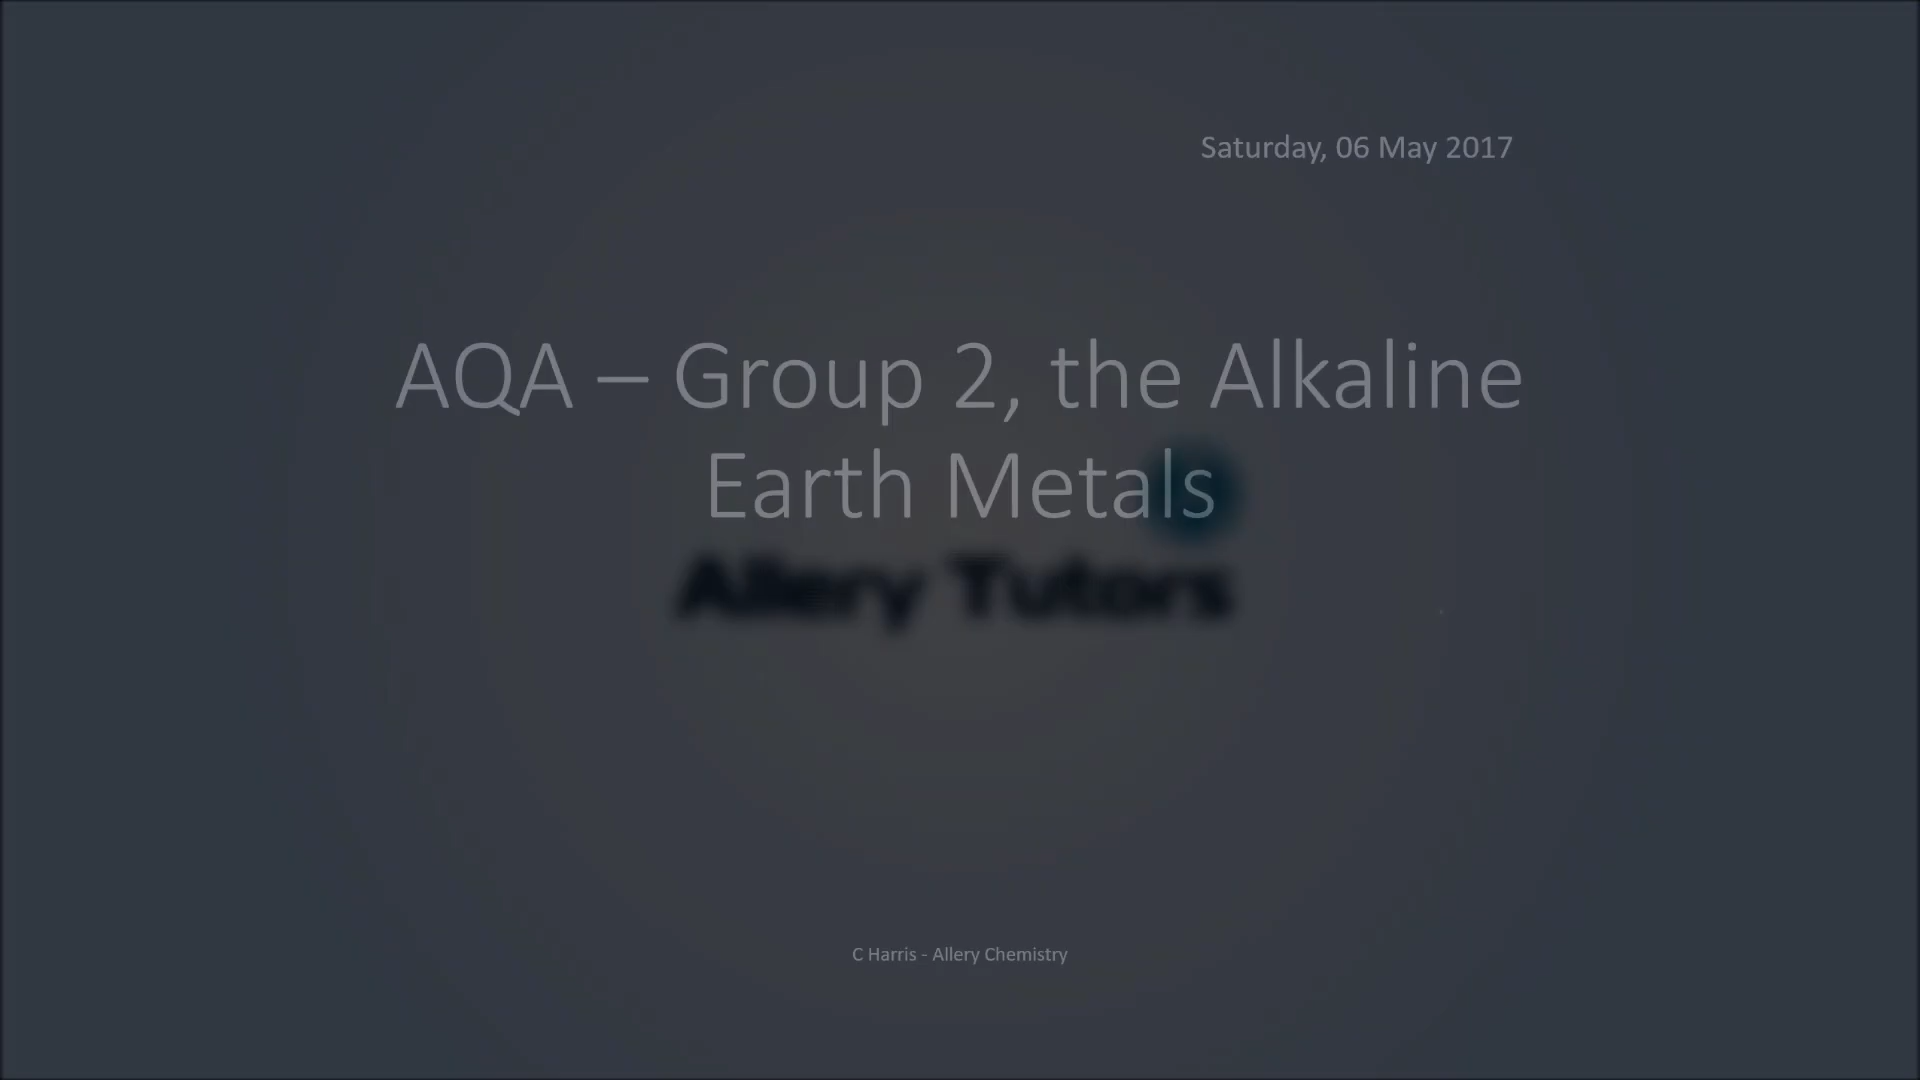 Saturday, 06 May 2017
AQA – Group 2, the Alkaline
Earth Metals
Allery Tutors
C Harris - Allery Chemistry